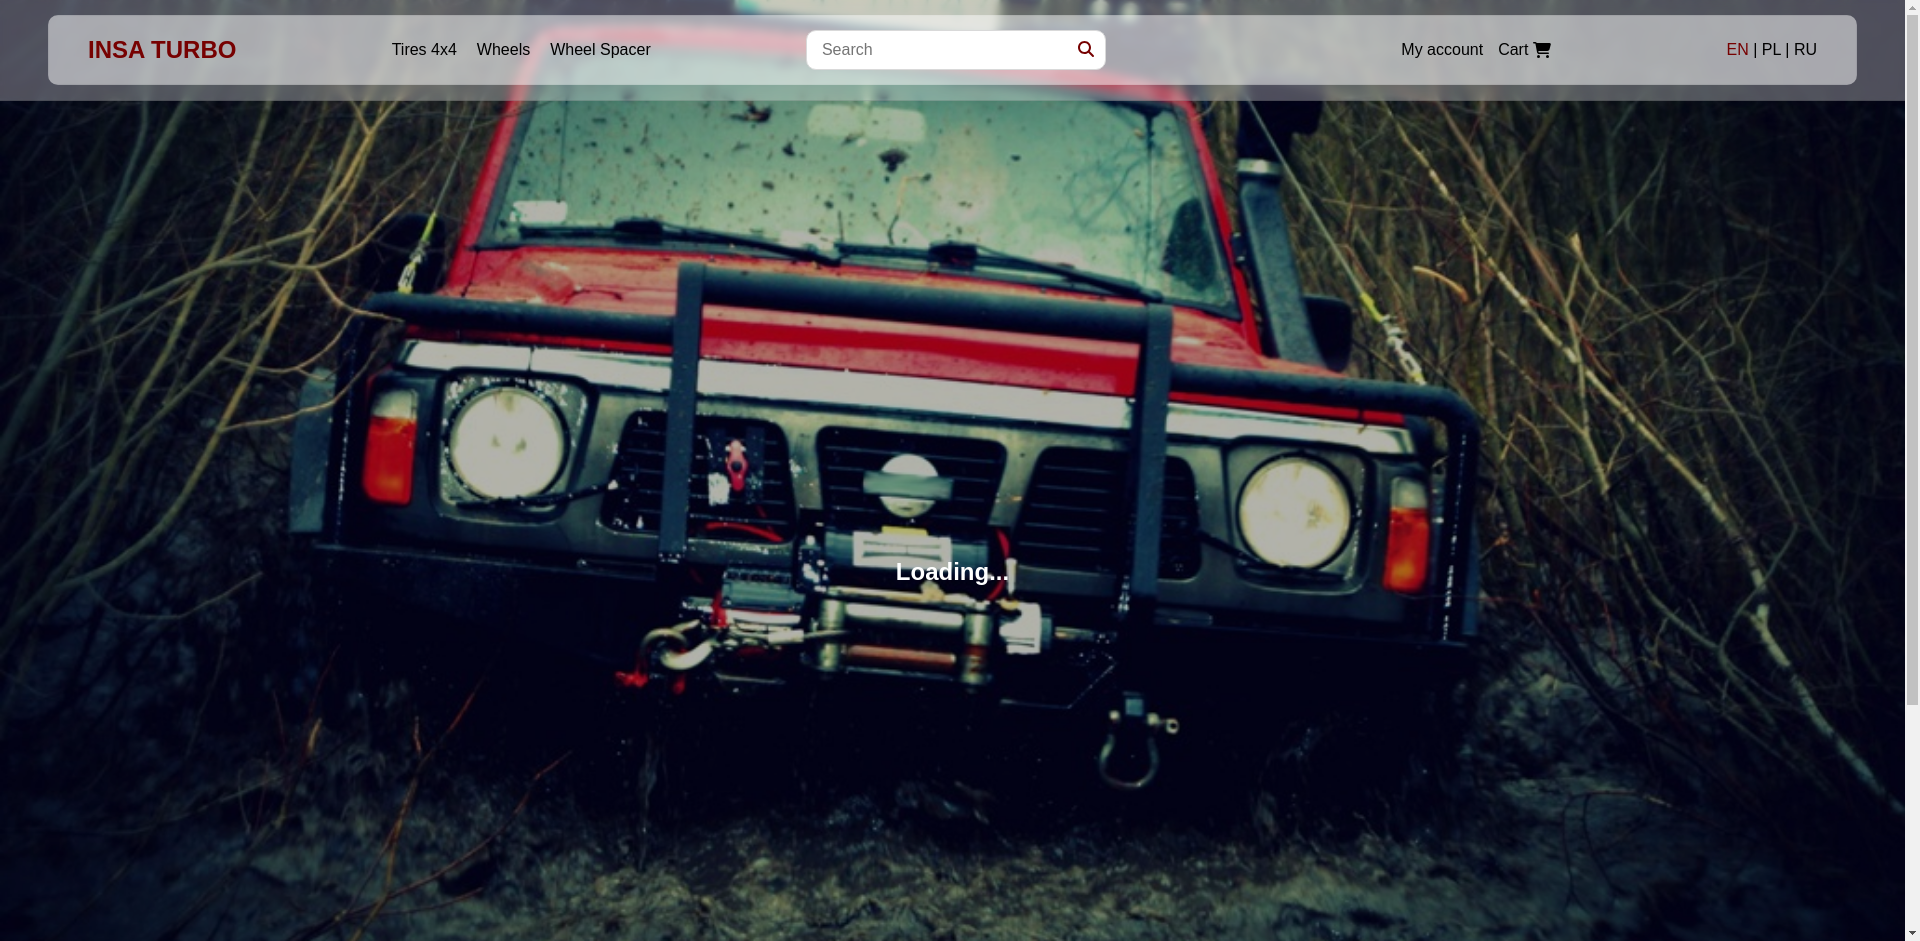 INSA TURBO
Tires 4x4 Wheels Wheel Spacer
Search
My account Cart
EN | PL | RU
Loading...